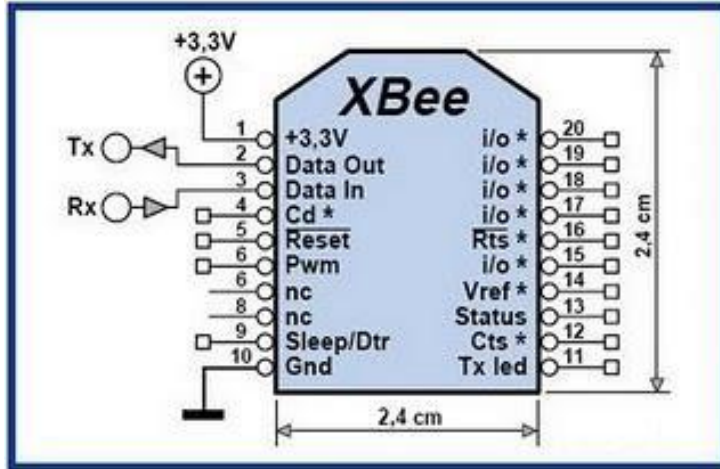 +3,3V
XBee
1 +3,3V i/o * 20
Tx 2 Data Out i/o * 19
3 Data In i/o * 18
Rx 4 Cd * i/o * 17
5 Reset Rts * 16
6 Pwm i/o * 15
6 nc Vref * 14
8 nc Status 13
9 Sleep/Dtr Cts * 12
10 Gnd Tx led 11
2,4 cm
2,4 cm